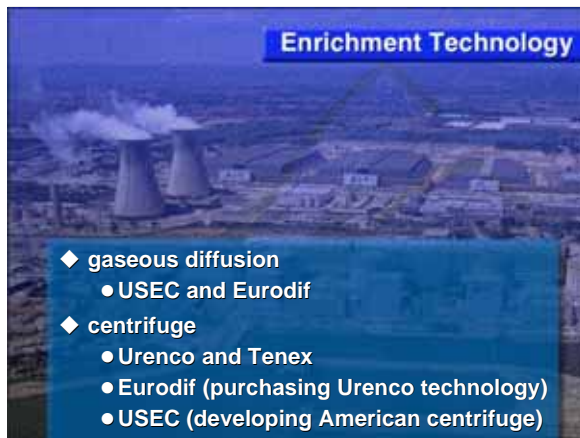 Enrichment Technology
◆ gaseous diffusion
● USEC and Eurodif
◆ centrifuge
● Urenco and Tenex
● Eurodif (purchasing Urenco technology)
● USEC (developing American centrifuge)